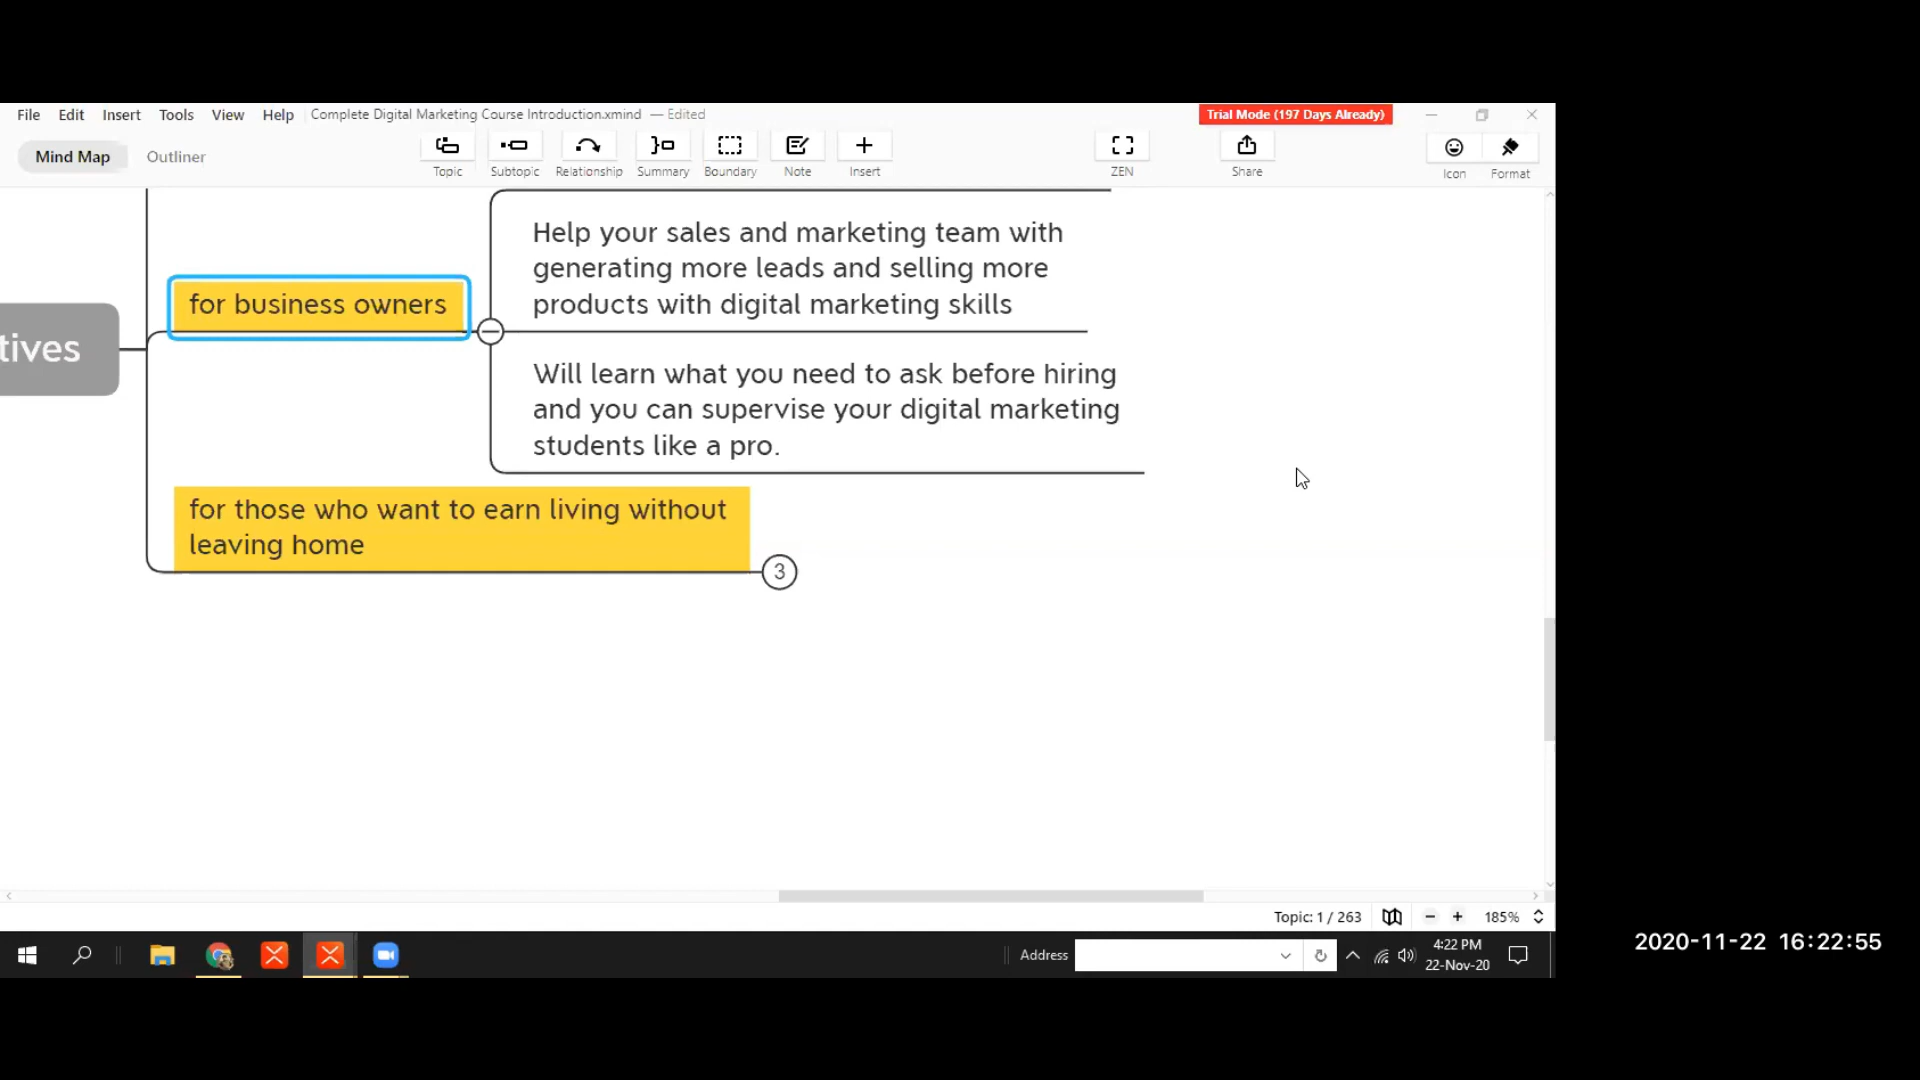 File Edit Insert Tools View Help Complete Digital Marketing Course Introduction.xmind — Edited Trial Mode (197 Days Already)
Mind Map Outliner
Topic Subtopic Relationship Summary Boundary Note Insert ZEN Share Icon Format
Help your sales and marketing team with
generating more leads and selling more
products with digital marketing skills
for business owners
tives
Will learn what you need to ask before hiring
and you can supervise your digital marketing
students like a pro.
for those who want to earn living without
leaving home
3
Topic: 1 / 263 185%
Address
4:22 PM
22-Nov-20
2020-11-22 16:22:55